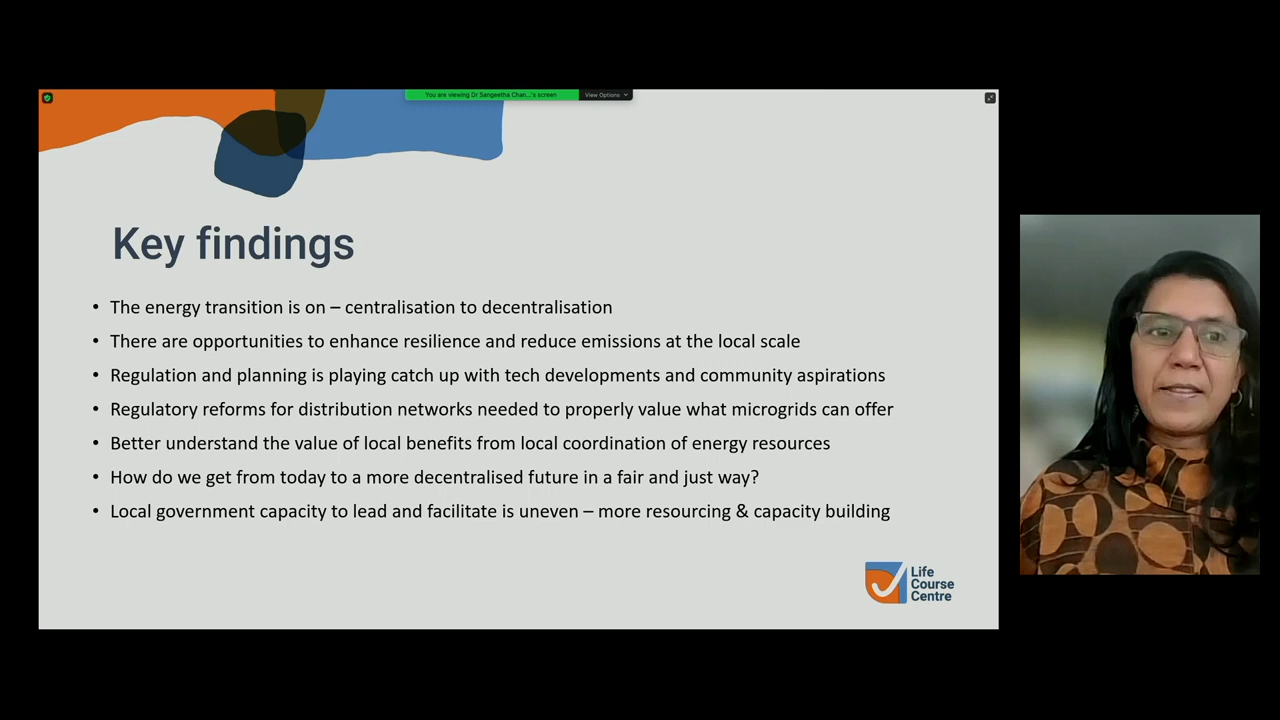 You are viewing Dr Sangeetha Chan...'s screen
View Options
Key findings
• The energy transition is on – centralisation to decentralisation
• There are opportunities to enhance resilience and reduce emissions at the local scale
• Regulation and planning is playing catch up with tech developments and community aspirations
• Regulatory reforms for distribution networks needed to properly value what microgrids can offer
• Better understand the value of local benefits from local coordination of energy resources
• How do we get from today to a more decentralised future in a fair and just way?
• Local government capacity to lead and facilitate is uneven – more resourcing & capacity building
Life
Course
Centre